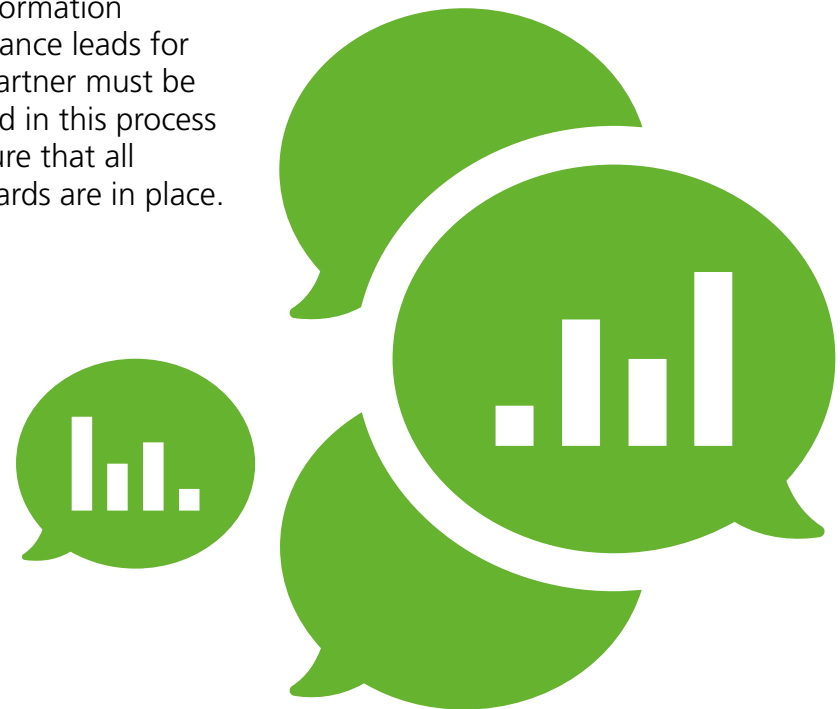 ormation
ance leads for
artner must be
d in this process
ure that all
ards are in place.